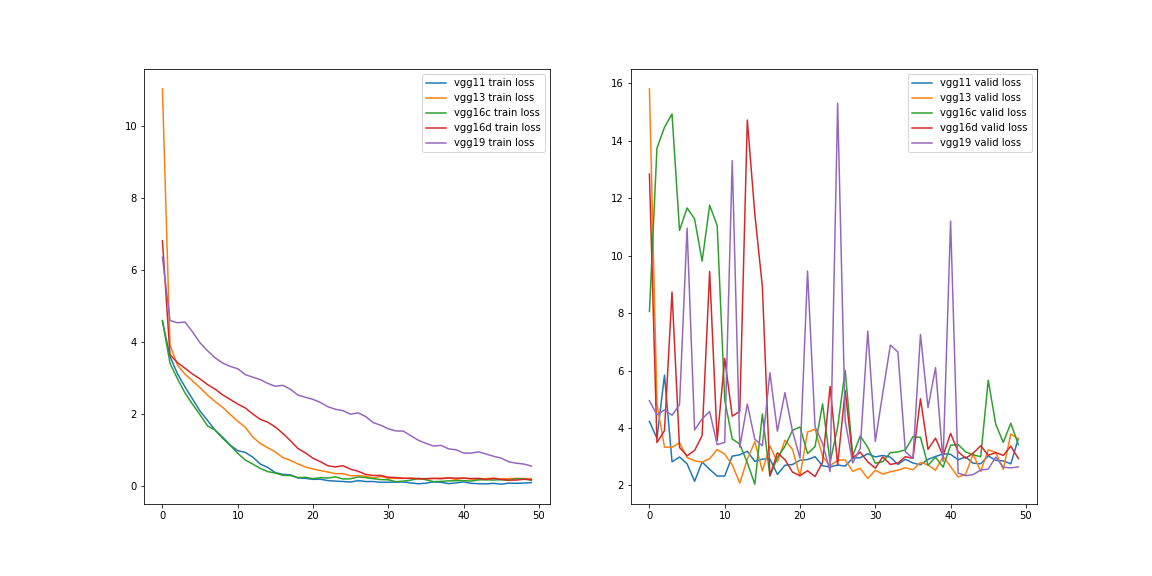 vgg11 train loss
vgg13 train loss
vgg16c train loss
vgg16d train loss
vgg19 train loss
10
8
6
4
2
0
0 10 20 30 40 50
vgg11 valid loss
vgg13 valid loss
vgg16c valid loss
vgg16d valid loss
vgg19 valid loss
16
14
12
10
8
6
4
2
0 10 20 30 40 50